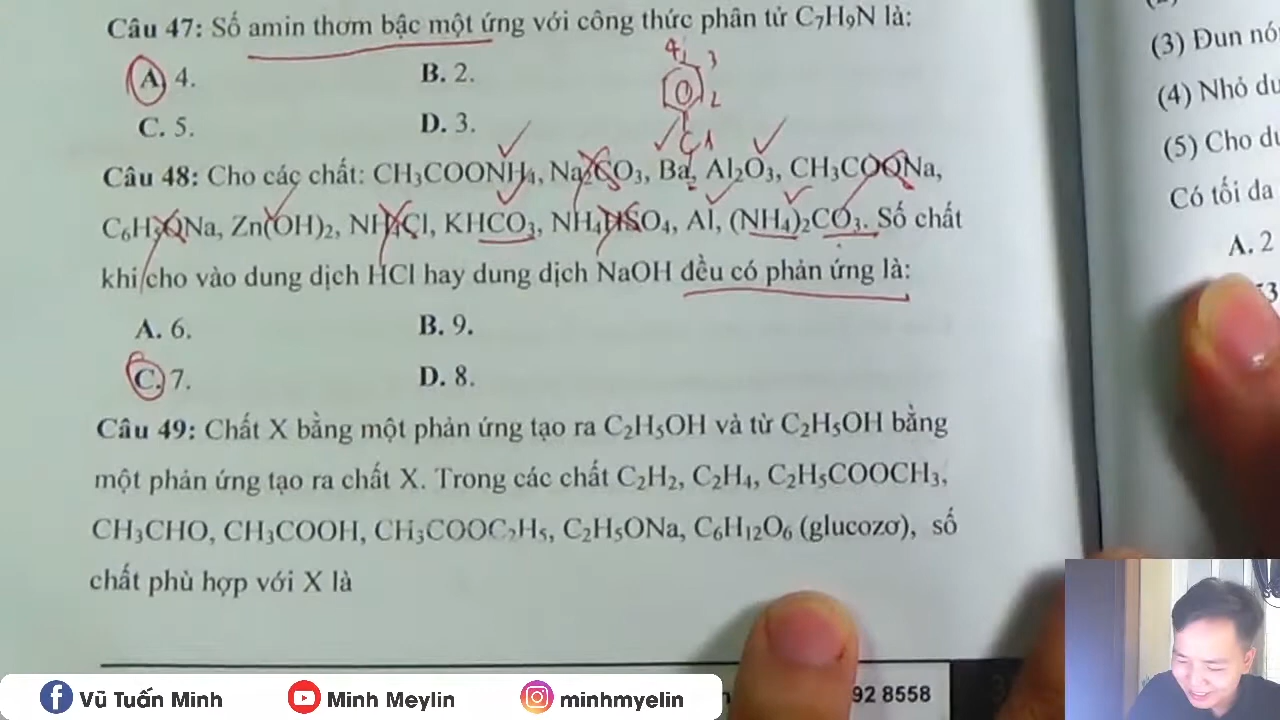 Câu 47: Số amin thơm bậc một ứng với công thức phân tử C₇H₉N là:
A. 4.
B. 2.
C. 5.
D. 3.
4
3
2
C 1
Câu 48: Cho các chất: CH₃COONH₄, Na₂CO₃, Ba, Al₂O₃, CH₃COONa,
C₆H₅ONa, Zn(OH)₂, NH₄Cl, KHCO₃, NH₄HSO₄, Al, (NH₄)₂CO₃. Số chất
khi cho vào dung dịch HCl hay dung dịch NaOH đều có phản ứng là:
A. 6.
B. 9.
C. 7.
D. 8.
Câu 49: Chất X bằng một phản ứng tạo ra C₂H₅OH và từ C₂H₅OH bằng
một phản ứng tạo ra chất X. Trong các chất C₂H₂, C₂H₄, C₂H₅COOCH₃,
CH₃CHO, CH₃COOH, CH₃COOC₂H₅, C₂H₅ONa, C₆H₁₂O₆ (glucozơ), số
chất phù hợp với X là
(3) Đun
(4) Nhỏ
(5) Cho
Có tối đa
A. 2
92 8558
Vũ Tuấn Minh
Minh Meylin
minhmyelin